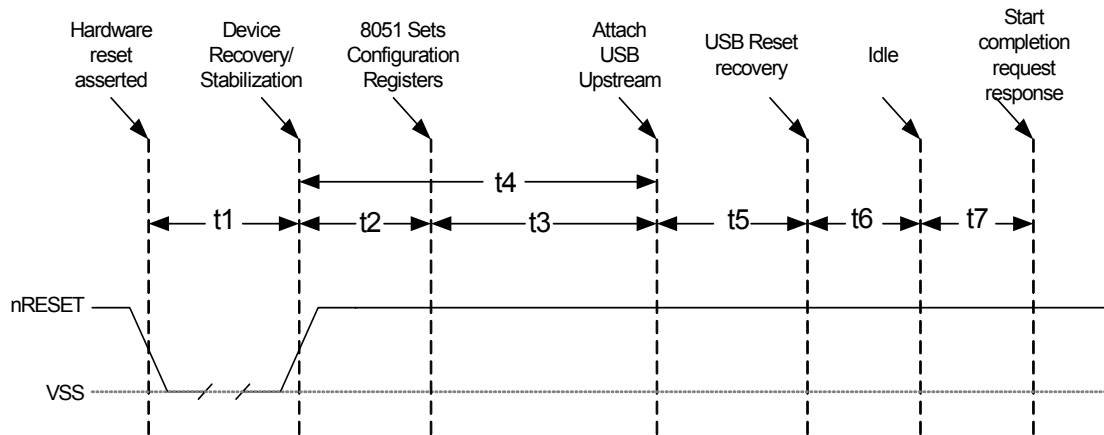 Hardware
reset
asserted
Device
Recovery/
Stabilization
8051 Sets
Configuration
Registers
Attach
USB
Upstream
USB Reset
recovery
Idle
Start
completion
request
response
t4
t1
t2
t3
t5
t6
t7
nRESET
VSS